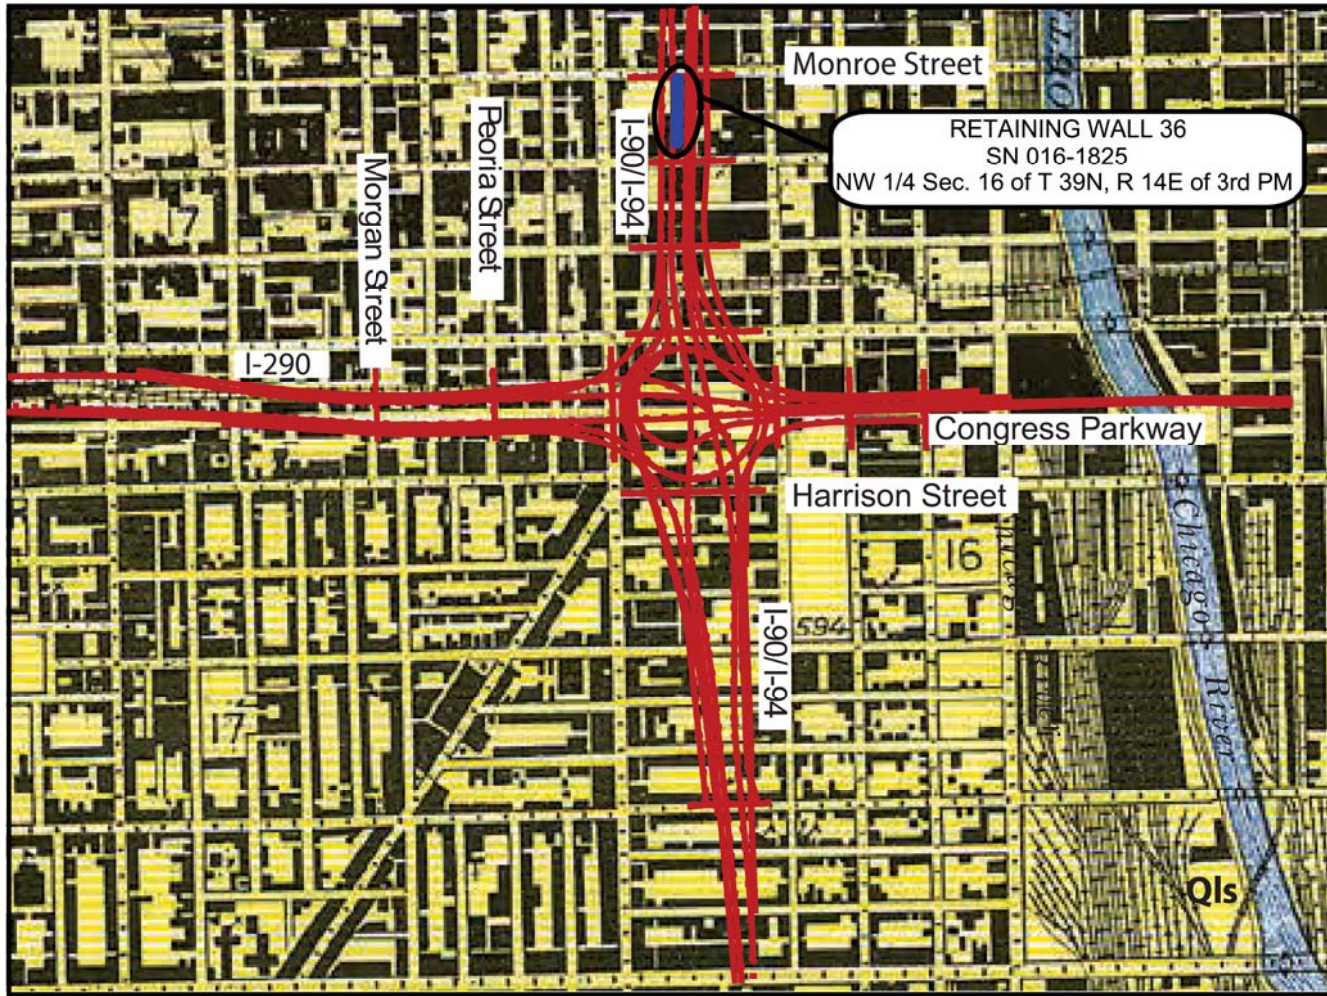 Monroe Street
RETAINING WALL 36
SN 016-1825
NW 1/4 Sec. 16 of T 39N, R 14E of 3rd PM
Peoria Street
I-90/I-94
Morgan Street
17
I-290
Congress Parkway
Harrison Street
16
594
I-90/I-94
17
Chicago River
Qls